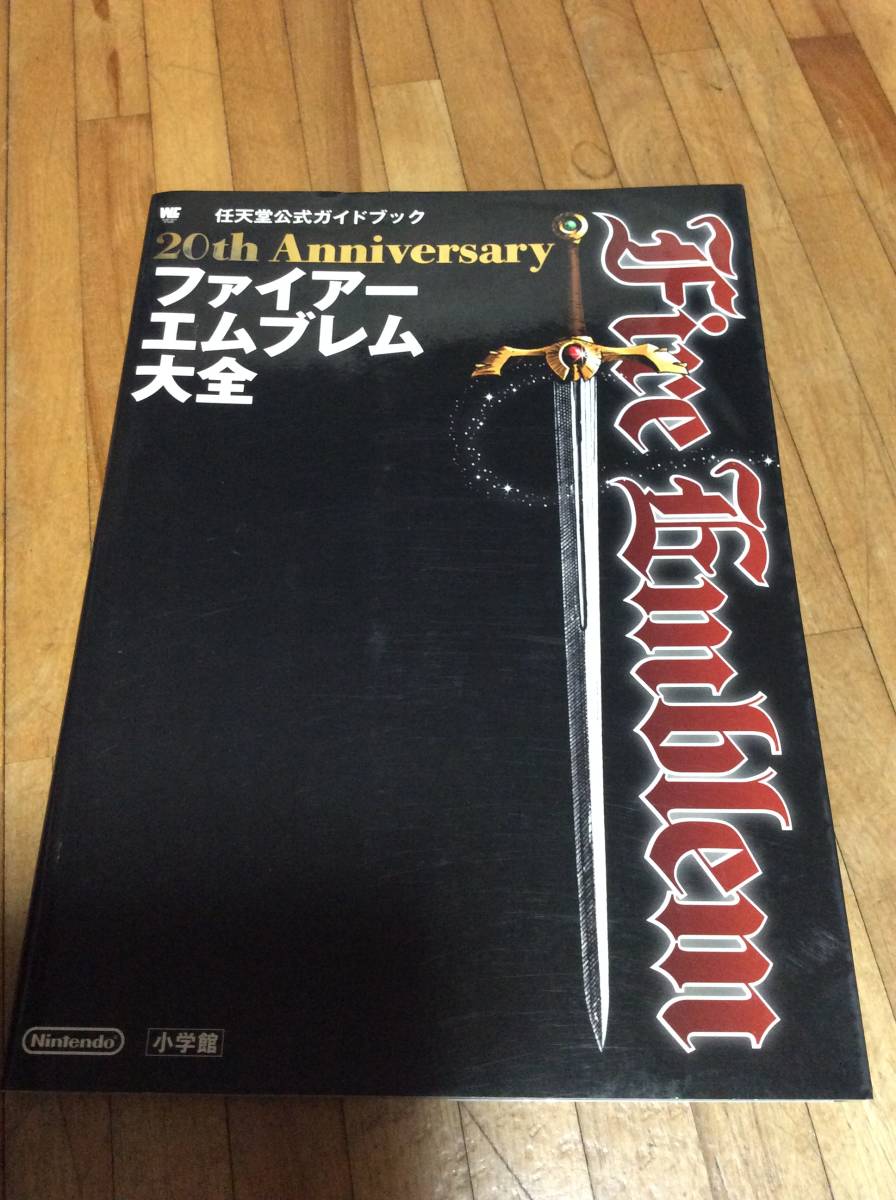 任天堂公式ガイドブック
20th Anniversary
ファイアー
エムブレム
大全
Fire Emblem
Nintendo
小学館